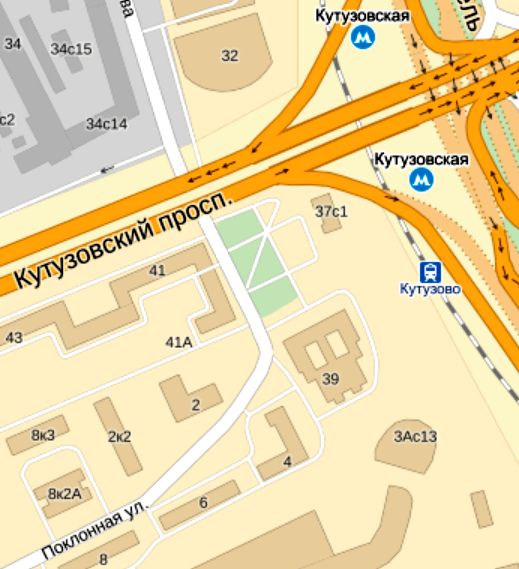 ва
Кутузовская
34
34с15
32
с2
34с14
Кутузовская
37с1
Кутузовский просп.
41
Кутузово
43
41А
39
2
8к3
2к2
3Ас13
4
8к2А
6
Поклонная ул.
8